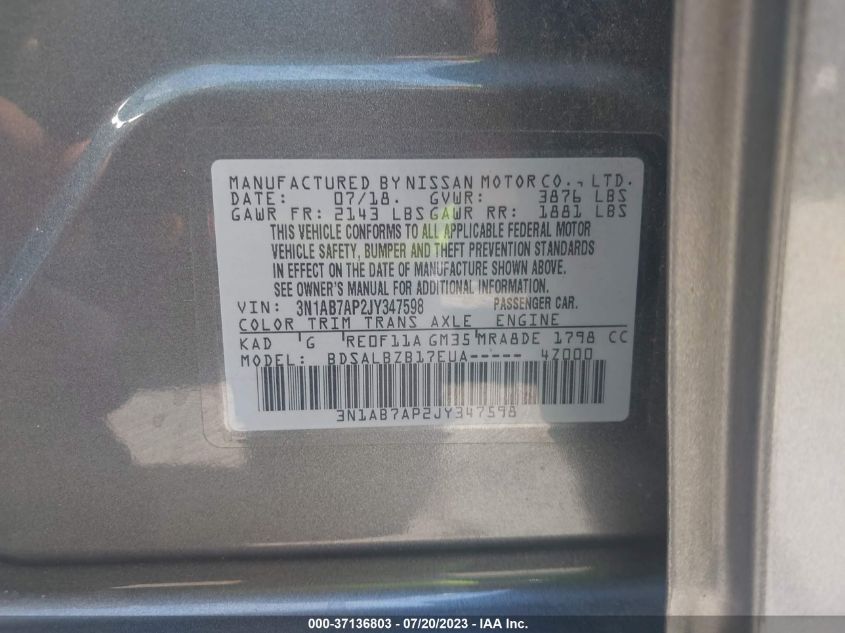 MANUFACTURED BY NISSAN MOTOR CO., LTD.
DATE: 07/18. GVWR: 3876 LBS
GAWR FR: 2143 LBS GAWR RR: 1881 LBS
THIS VEHICLE CONFORMS TO ALL APPLICABLE FEDERAL MOTOR
VEHICLE SAFETY, BUMPER AND THEFT PREVENTION STANDARDS
IN EFFECT ON THE DATE OF MANUFACTURE SHOWN ABOVE.
SEE OWNER'S MANUAL FOR ADDITIONAL INFORMATION.
VIN: 3N1AB7AP2JY347598 PASSENGER CAR.
COLOR TRIM TRANS AXLE ENGINE
KAD G RE0F11A GM35 MRA8DE 1798 CC
MODEL: BDSALBZB17EUA----- 4Z000
3N1AB7AP2JY347598
000-37136803 / 07/20/2023 - IAA Inc.